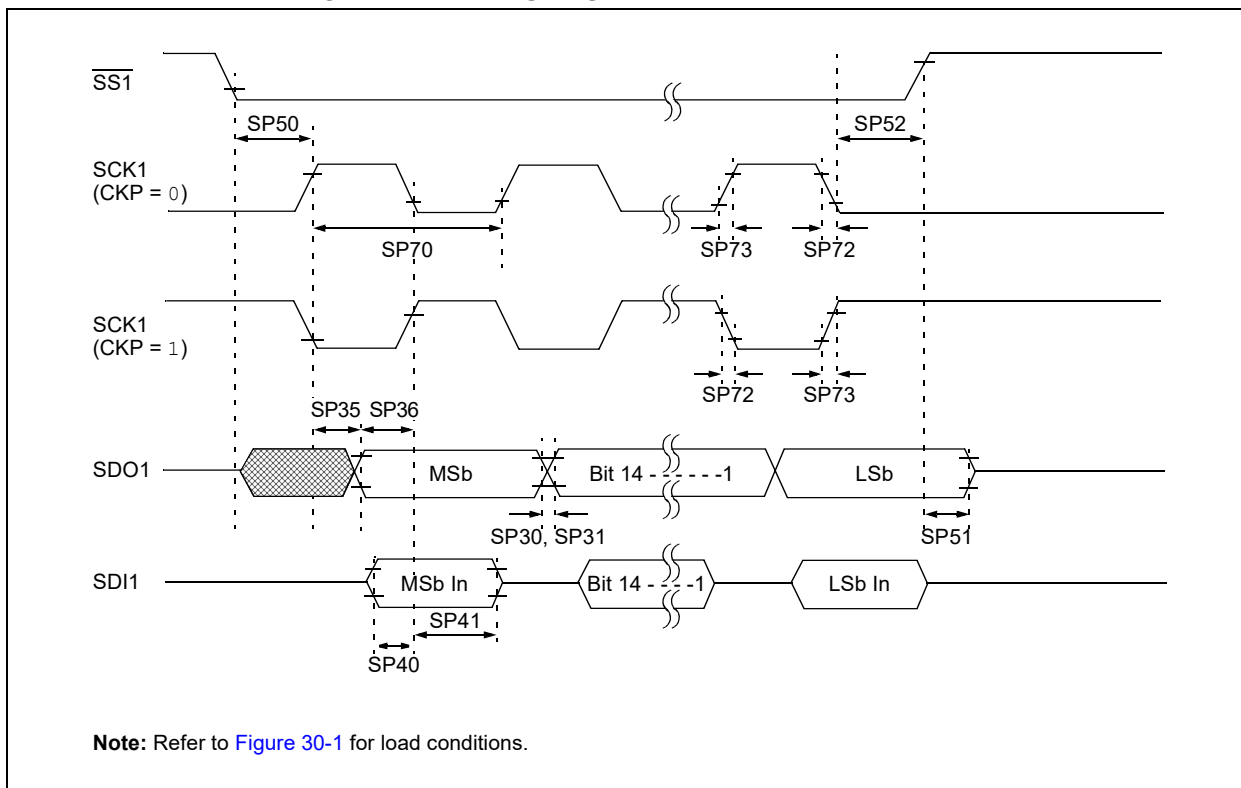 SS1
SP50
SP52
SCK1
(CKP = 0)
SP70
SP73
SP72
SCK1
(CKP = 1)
SP72
SP73
SP35
SP36
SDO1
MSb
Bit 14 - - - - - -1
LSb
SP30, SP31
SP51
SDI1
MSb In
Bit 14 - - - -1
LSb In
SP41
SP40
Note: Refer to Figure 30-1 for load conditions.